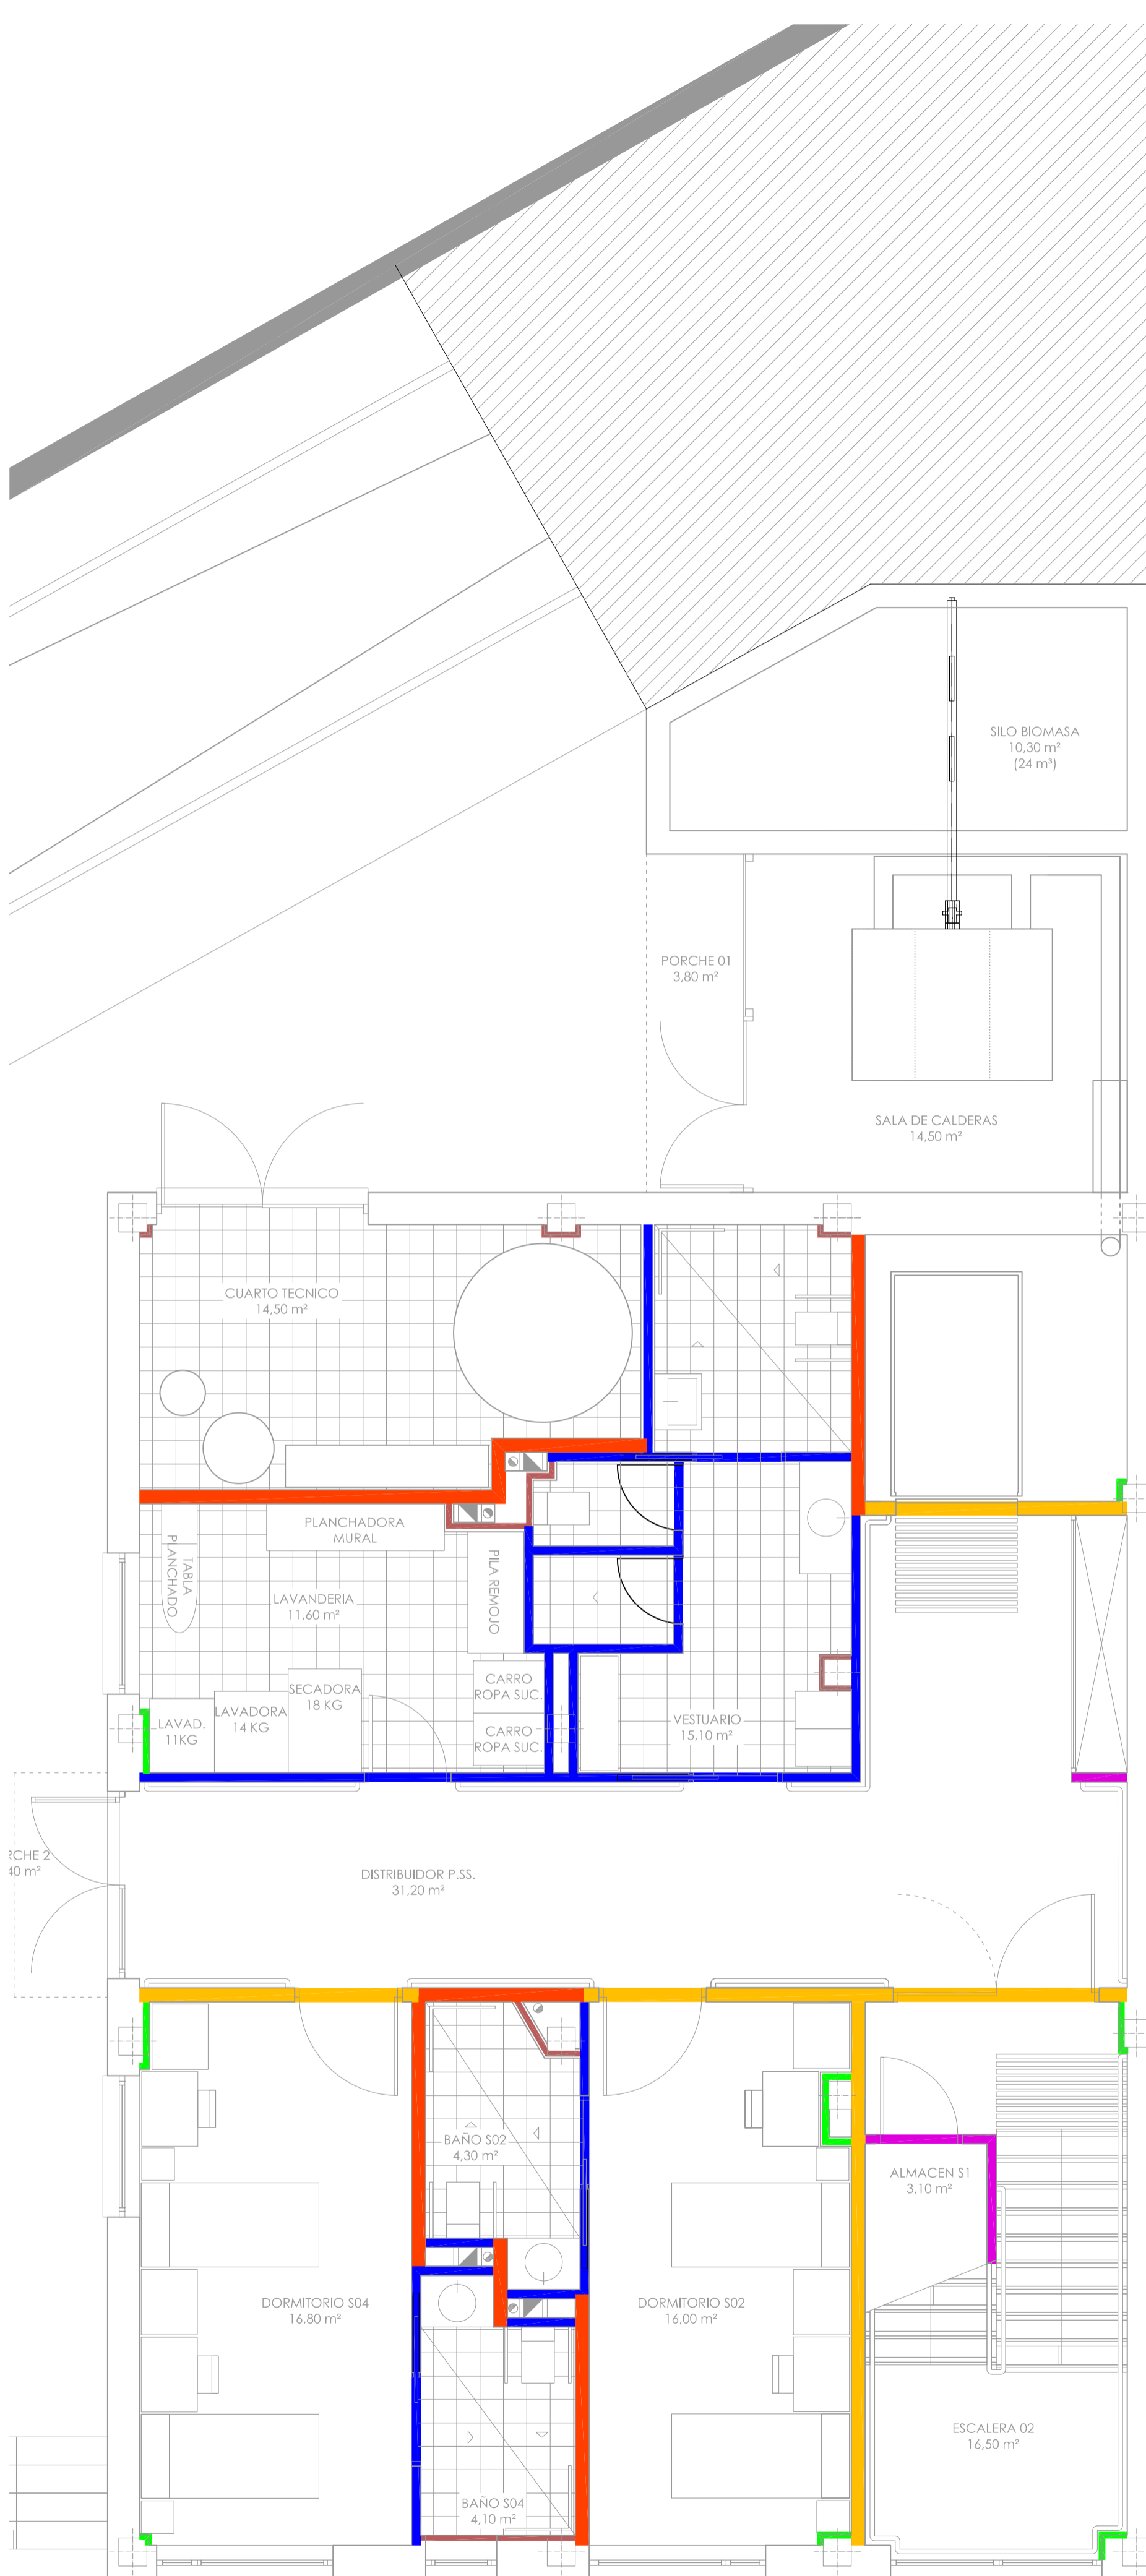 SILO BIOMASA
10,30 m²
(24 m³)
PORCHE 01
3,80 m²
SALA DE CALDERAS
14,50 m²
CUARTO TECNICO
14,50 m²
PLANCHADORA
MURAL
TABLA
PLANCHADO
PILA REMOJO
LAVANDERIA
11,60 m²
SECADORA
18 KG
CARRO
ROPA SUC.
LAVADORA
14 KG
LAVAD.
11KG
CARRO
ROPA SUC.
VESTUARIO
15,10 m²
RCHE 2
40 m²
DISTRIBUIDOR P.SS.
31,20 m²
BAÑO S02
4,30 m²
ALMACEN S1
3,10 m²
DORMITORIO S04
16,80 m²
DORMITORIO S02
16,00 m²
ESCALERA 02
16,50 m²
BAÑO S04
4,10 m²